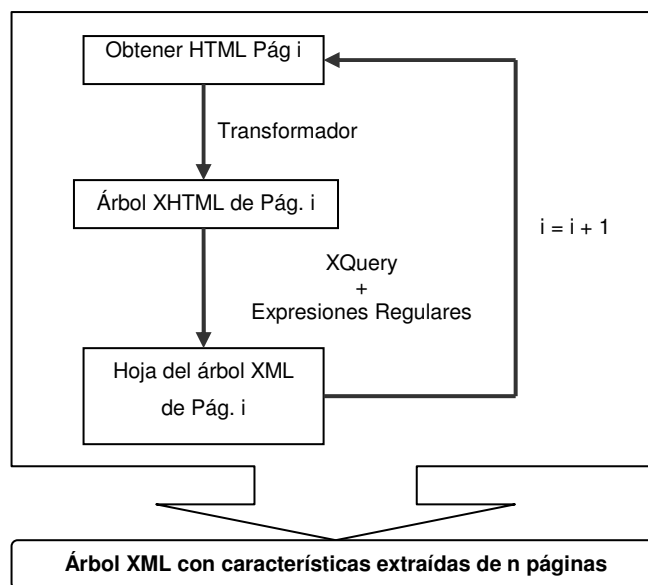 Obtener HTML Pág i
Transformador
Árbol XHTML de Pág. i
i = i + 1
XQuery
+
Expresiones Regulares
Hoja del árbol XML
de Pág. i
Árbol XML con características extraídas de n páginas